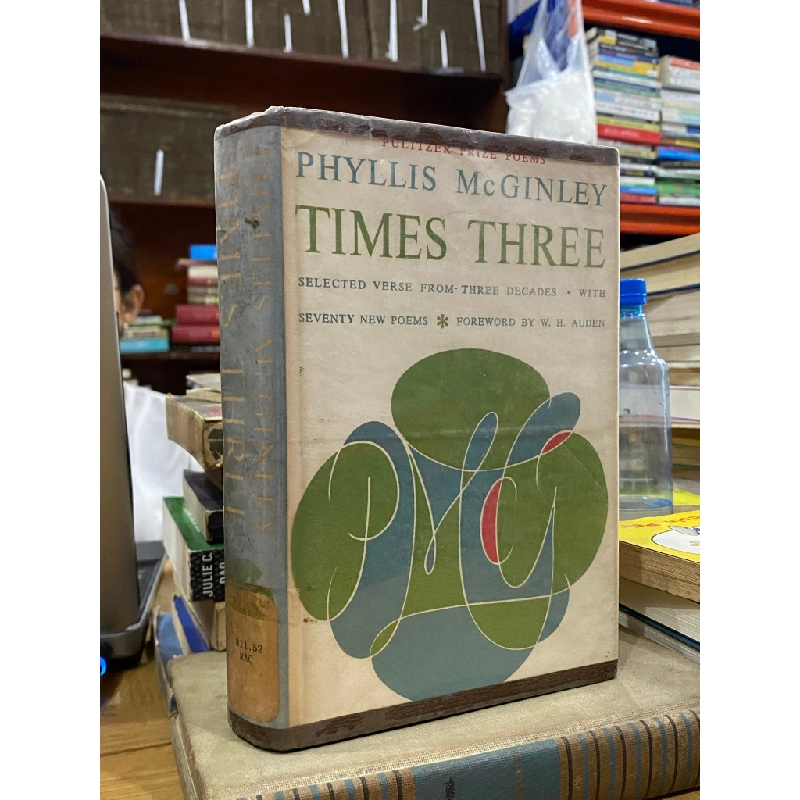 PULITZER PRIZE POEMS
PHYLLIS McGINLEY
TIMES THREE
SELECTED VERSE FROM THREE DECADES • WITH
SEVENTY NEW POEMS * FOREWORD BY W. H. AUDEN
PMcG
PHYLLIS McGINLEY
TIMES THREE
811.52
MAC
JULIE C.